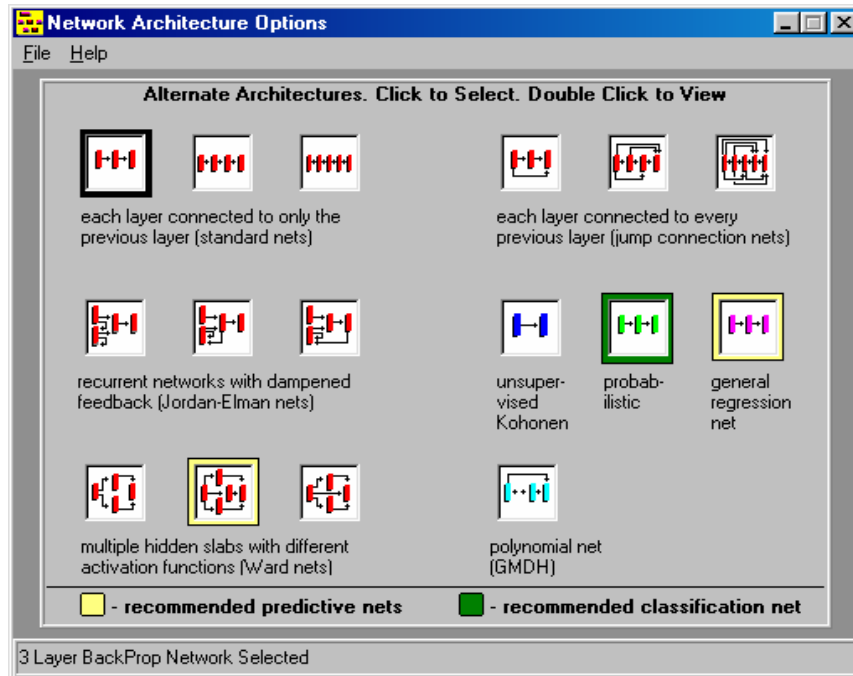 Network Architecture Options
File Help
Alternate Architectures. Click to Select. Double Click to View
each layer connected to only the
previous layer (standard nets)
each layer connected to every
previous layer (jump connection nets)
recurrent networks with dampened
feedback (Jordan-Elman nets)
unsuper-
vised
Kohonen
probab-
ilistic
general
regression
net
multiple hidden slabs with different
activation functions (Ward nets)
polynomial net
(GMDH)
- recommended predictive nets
- recommended classification net
3 Layer BackProp Network Selected